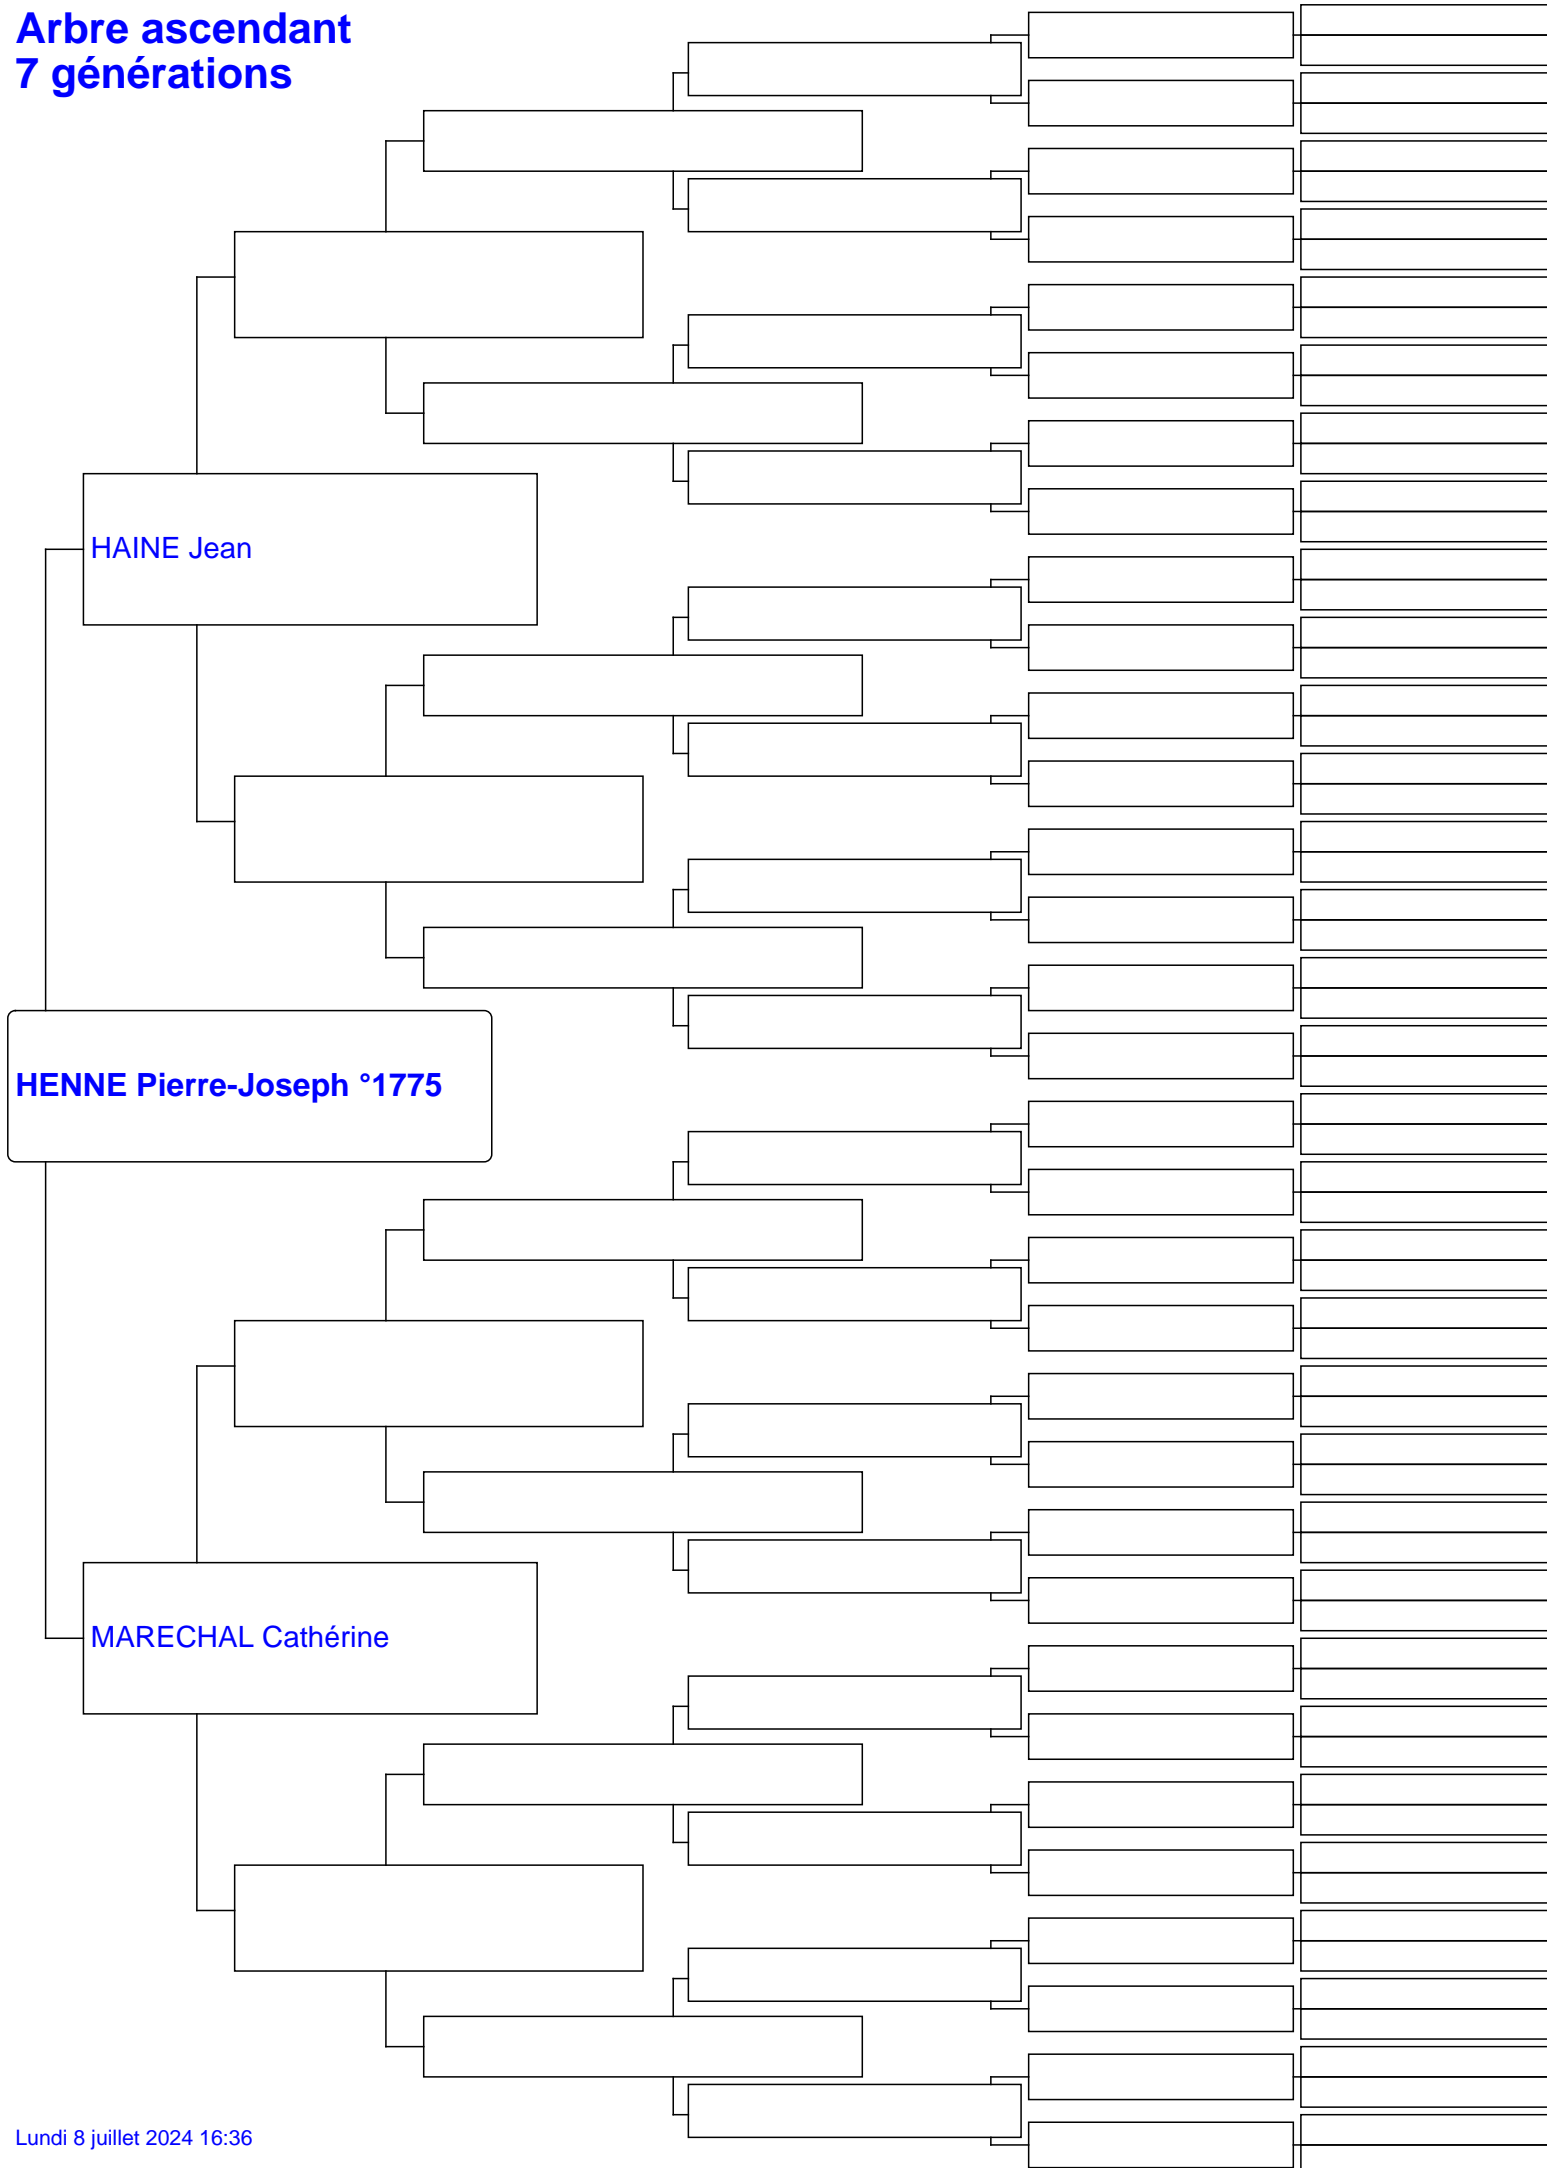 Arbre ascendant
7 générations
HAINE Jean
HENNE Pierre-Joseph °1775
MARECHAL Cathérine
Lundi 8 juillet 2024 16:36